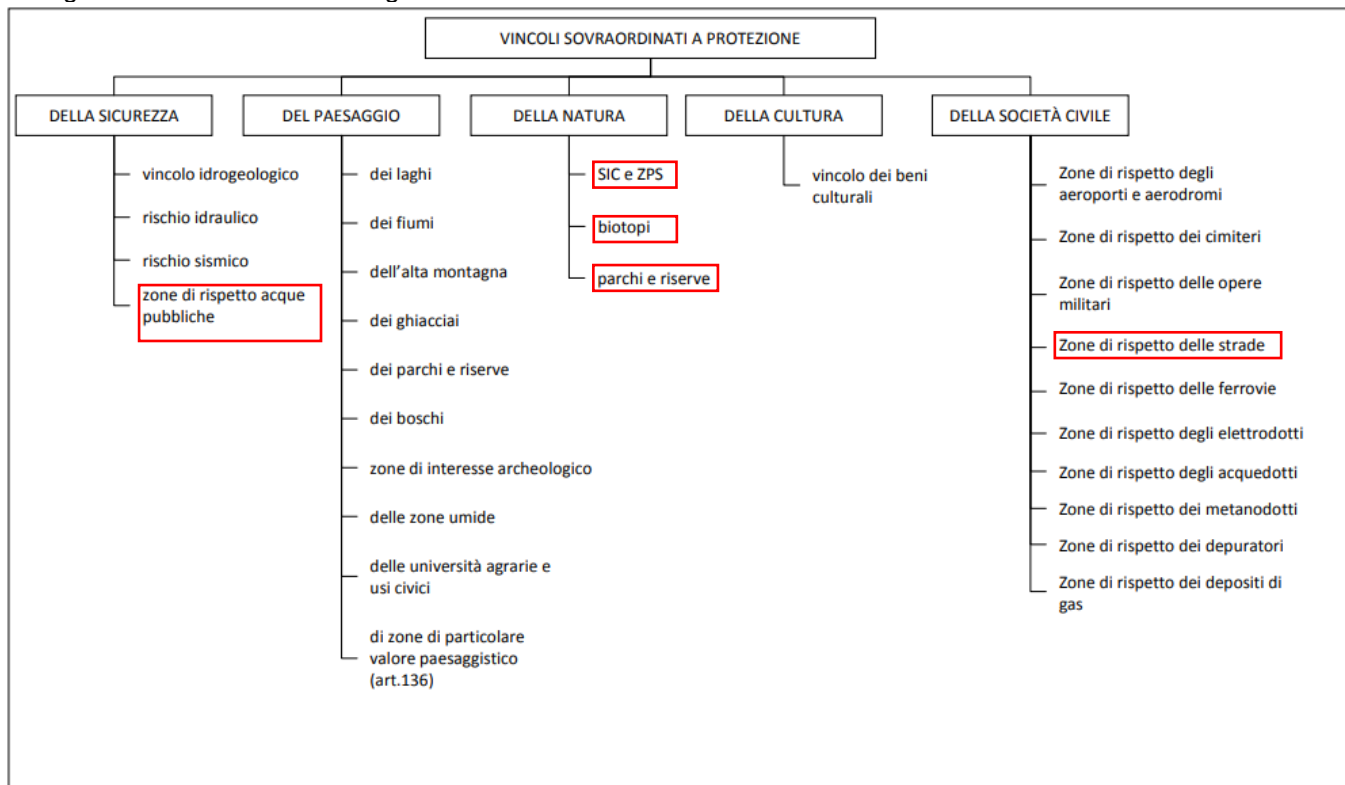 VINCOLI SOVRAORDINATI A PROTEZIONE
DELLA SICUREZZA
vincolo idrogeologico
rischio idraulico
rischio sismico
zone di rispetto acque
pubbliche
DEL PAESAGGIO
dei laghi
dei fiumi
dell'alta montagna
dei ghiacciai
dei parchi e riserve
dei boschi
zone di interesse archeologico
delle zone umide
delle università agrarie e
usi civici
di zone di particolare
valore paesaggistico
(art.136)
DELLA NATURA
SIC e ZPS
biotopi
parchi e riserve
DELLA CULTURA
vincolo dei beni
culturali
DELLA SOCIETÀ CIVILE
Zone di rispetto degli
aeroporti e aerodromi
Zone di rispetto dei cimiteri
Zone di rispetto delle opere
militari
Zone di rispetto delle strade
Zone di rispetto delle ferrovie
Zone di rispetto degli elettrodotti
Zone di rispetto degli acquedotti
Zone di rispetto dei metanodotti
Zone di rispetto dei depuratori
Zone di rispetto dei depositi di
gas